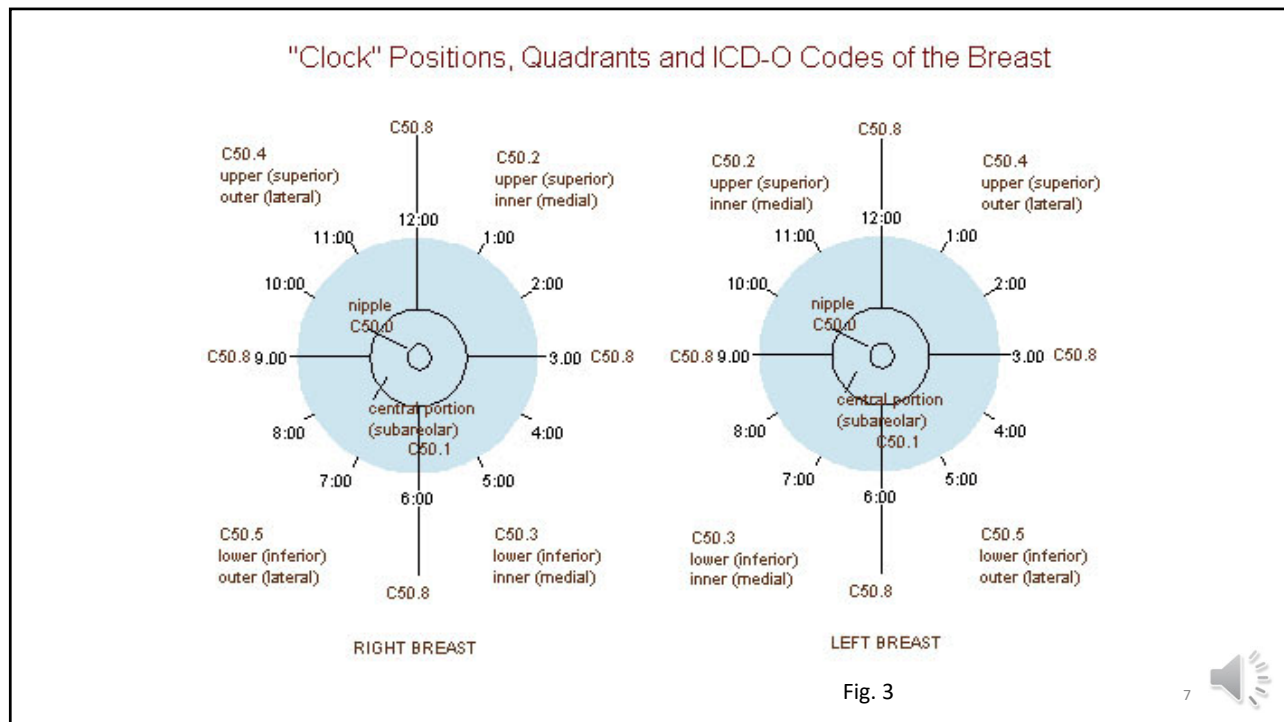 "Clock" Positions, Quadrants and ICD-O Codes of the Breast
C50.8
C50.4
upper (superior)
outer (lateral)
C50.2
upper (superior)
inner (medial)
12:00
11:00
1:00
10:00
2:00
nipple
C50.0
C50.8 9.00
3.00 C50.8
central portion
(subareolar)
C50.1
8:00
4:00
7:00
5:00
6:00
C50.5
lower (inferior)
outer (lateral)
C50.3
lower (inferior)
inner (medial)
C50.8
RIGHT BREAST
C50.8
C50.2
upper (superior)
inner (medial)
C50.4
upper (superior)
outer (lateral)
12:00
11:00
1:00
10:00
2:00
nipple
C50.0
C50.8 9.00
3.00 C50.8
central portion
(subareolar)
C50.1
8:00
4:00
7:00
5:00
6:00
C50.3
lower (inferior)
inner (medial)
C50.5
lower (inferior)
outer (lateral)
C50.8
LEFT BREAST
Fig. 3
7